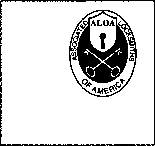 ASSOCIATED LOCKSMITHS
ALOA
OF AMERICA